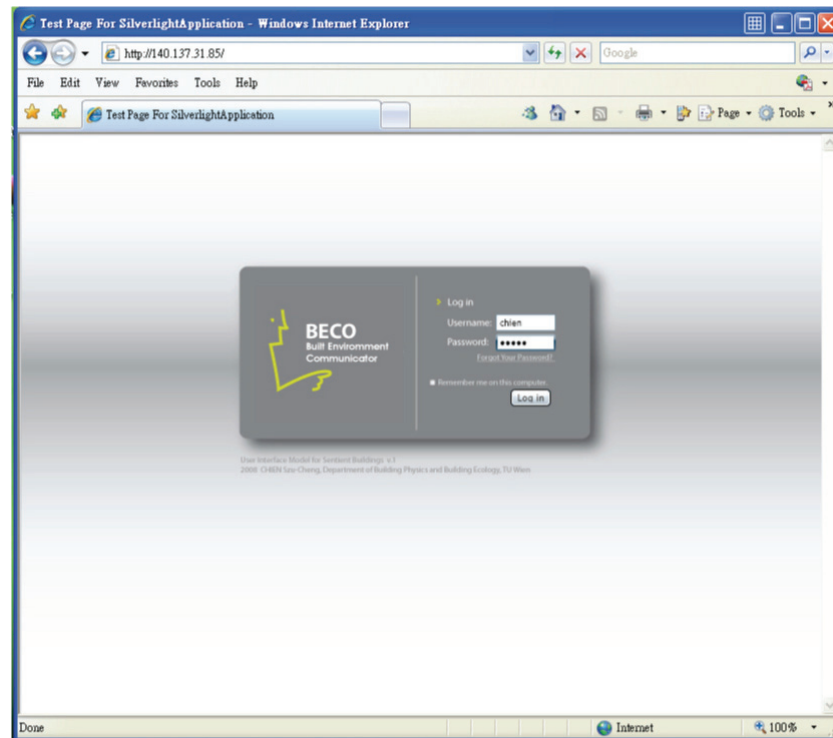 Test Page For SilverlightApplication - Windows Internet Explorer
http://140.137.31.85/
Google
File Edit View Favorites Tools Help
Test Page For SilverlightApplication
Page Tools
Log in
Username: chien
Password: •••••
Forgot Your Password?
Remember me on this computer.
Log in
BECO
Built Enviromment
Communicator
User Interface Model for Sentient Buildings v.1
2008 CHIEN Szu-Cheng, Department of Building Physics and Building Ecology, TU Wien
Done Internet 100%